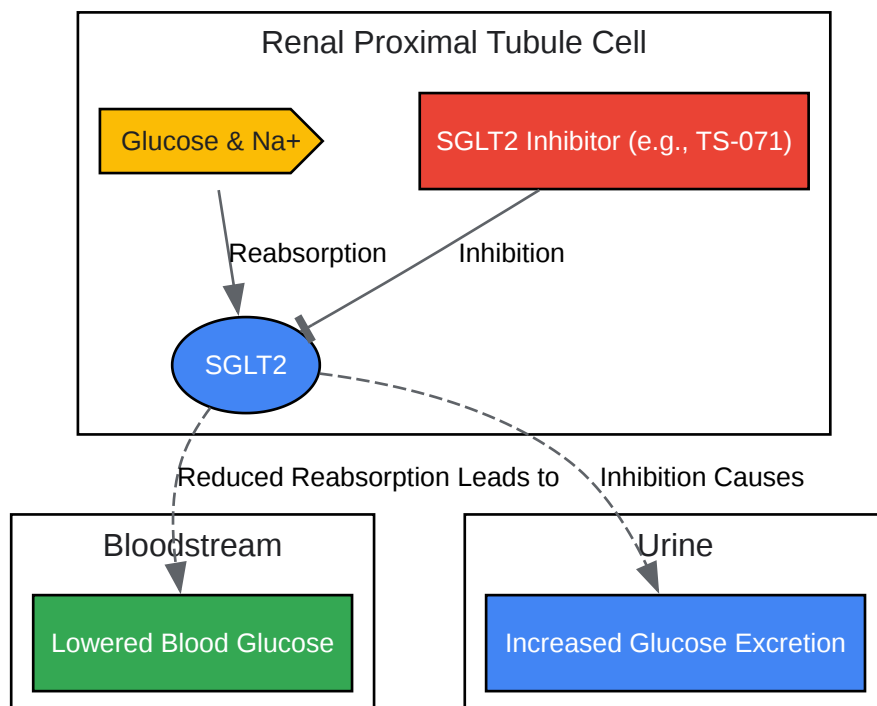 Renal Proximal Tubule Cell
Glucose & Na+
SGLT2 Inhibitor (e.g., TS-071)
Reabsorption
Inhibition
SGLT2
Reduced Reabsorption Leads to
Inhibition Causes
Bloodstream
Urine
Lowered Blood Glucose
Increased Glucose Excretion